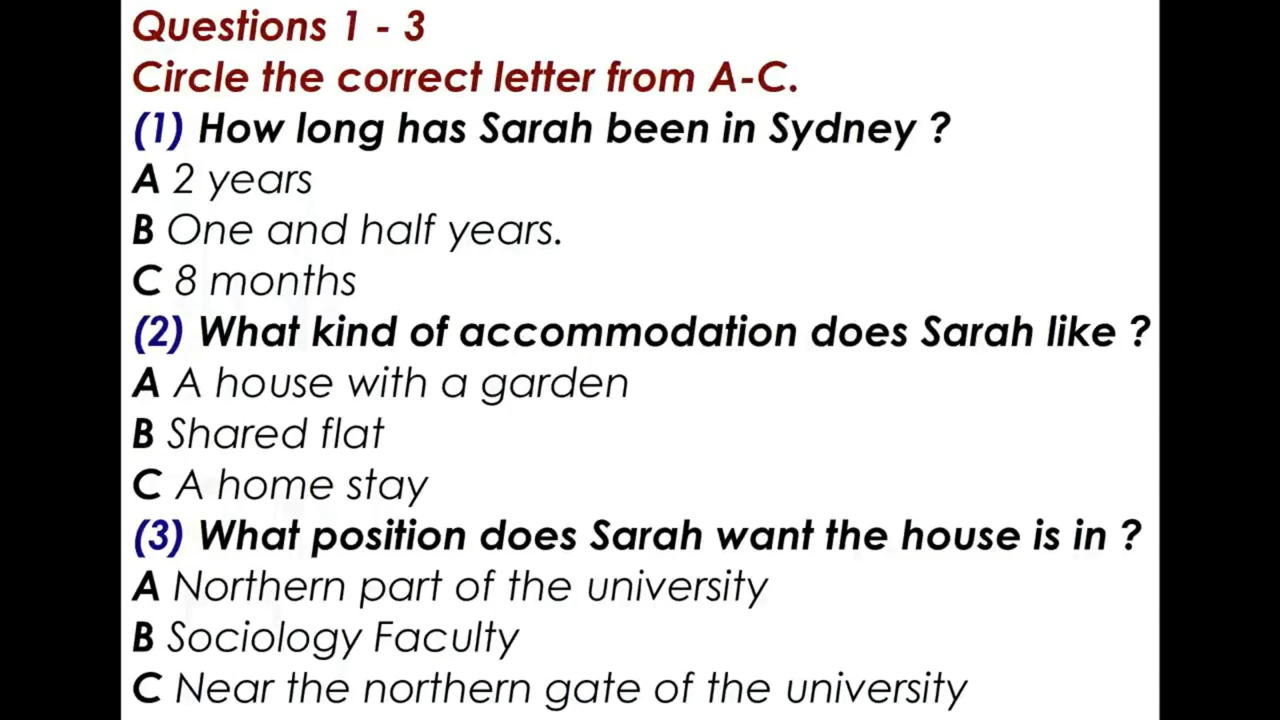 Questions 1 - 3
Circle the correct letter from A-C.
(1) How long has Sarah been in Sydney ?
A 2 years
B One and half years.
C 8 months
(2) What kind of accommodation does Sarah like ?
A A house with a garden
B Shared flat
C A home stay
(3) What position does Sarah want the house is in ?
A Northern part of the university
B Sociology Faculty
C Near the northern gate of the university